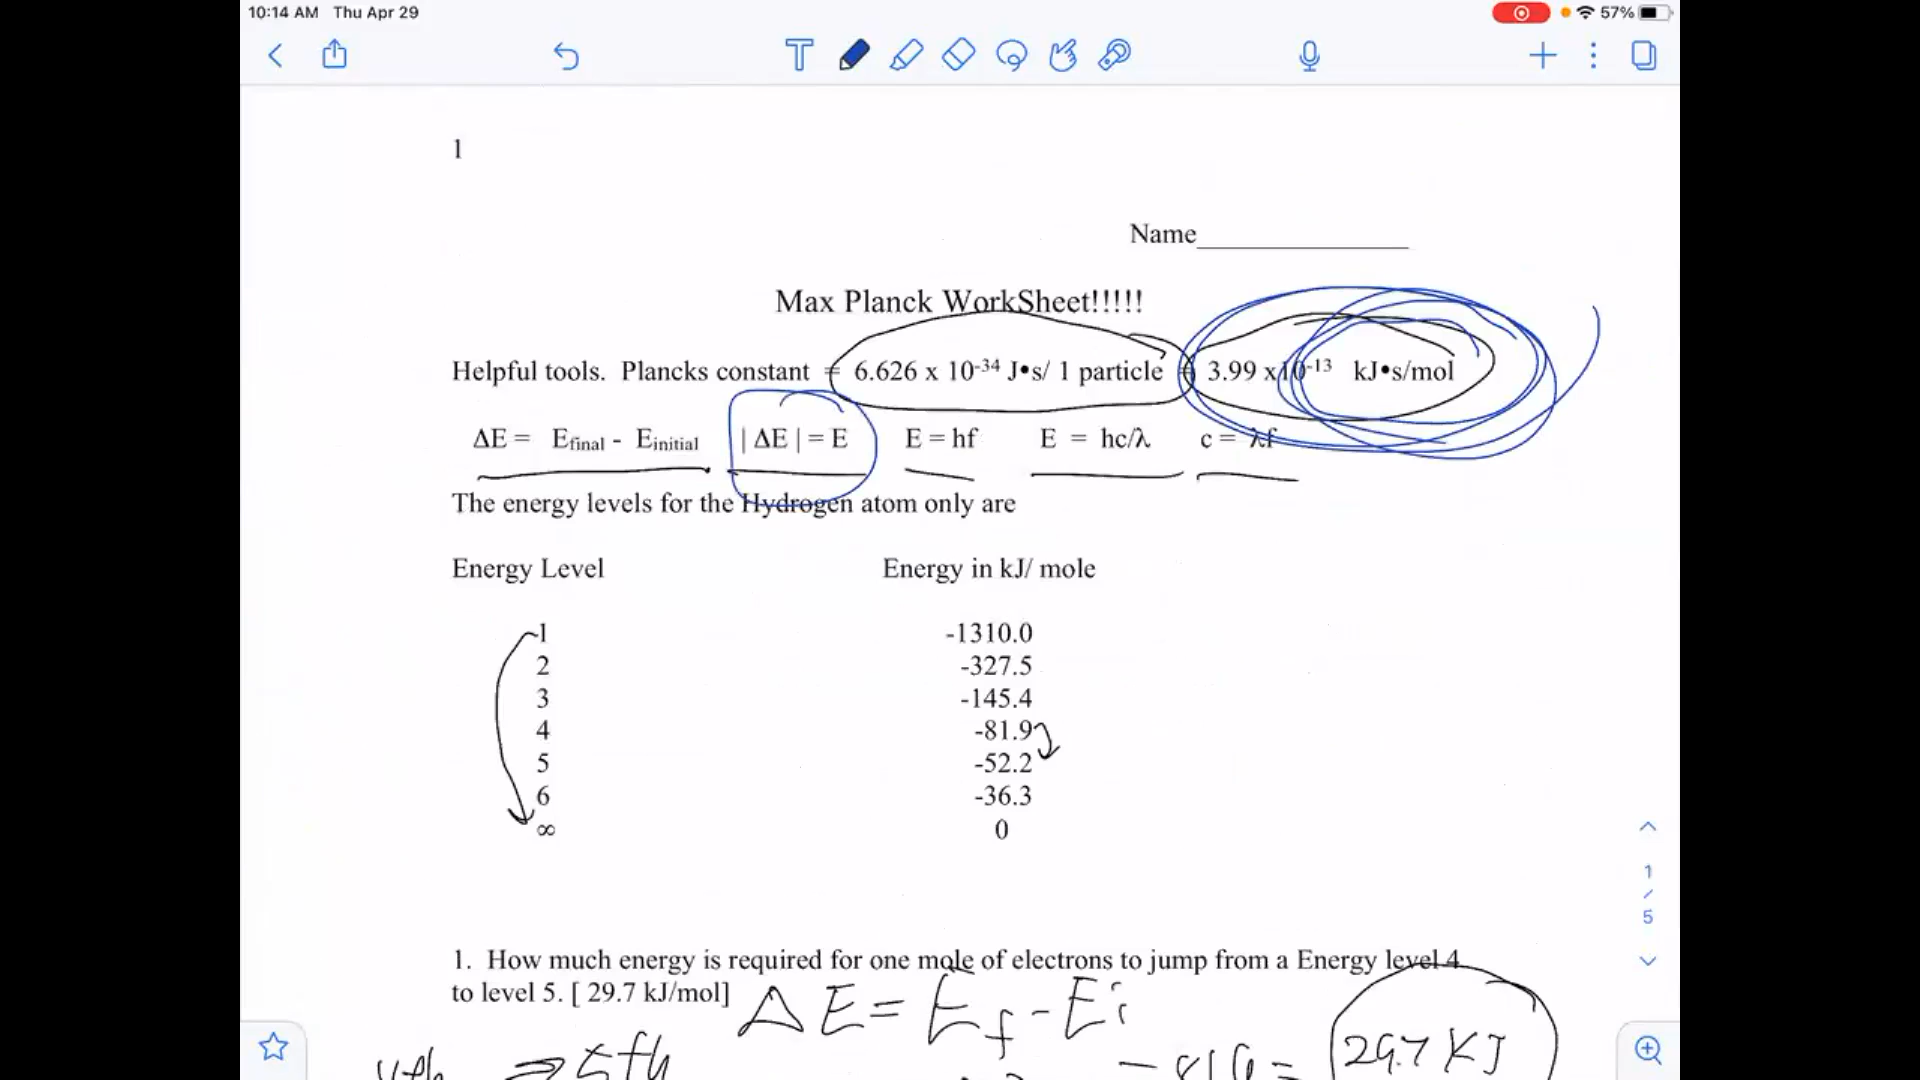 10:14 AM Thu Apr 29
57%
1
Name_______________
Max Planck WorkSheet!!!!!
Helpful tools. Plancks constant = 6.626 x 10⁻³⁴ J•s/ 1 particle = 3.99 x10⁻¹³ kJ•s/mol
ΔE = Efinal - Einitial | ΔE | = E E = hf E = hc/λ c = λf
The energy levels for the Hydrogen atom only are
Energy Level Energy in kJ/ mole
1 -1310.0
2 -327.5
3 -145.4
4 -81.9
5 -52.2
6 -36.3
∞ 0
1. How much energy is required for one mole of electrons to jump from a Energy level 4
to level 5. [ 29.7 kJ/mol]
ΔE = Ef - Ei
29.7 KJ
⇒ 5th
1
/
5